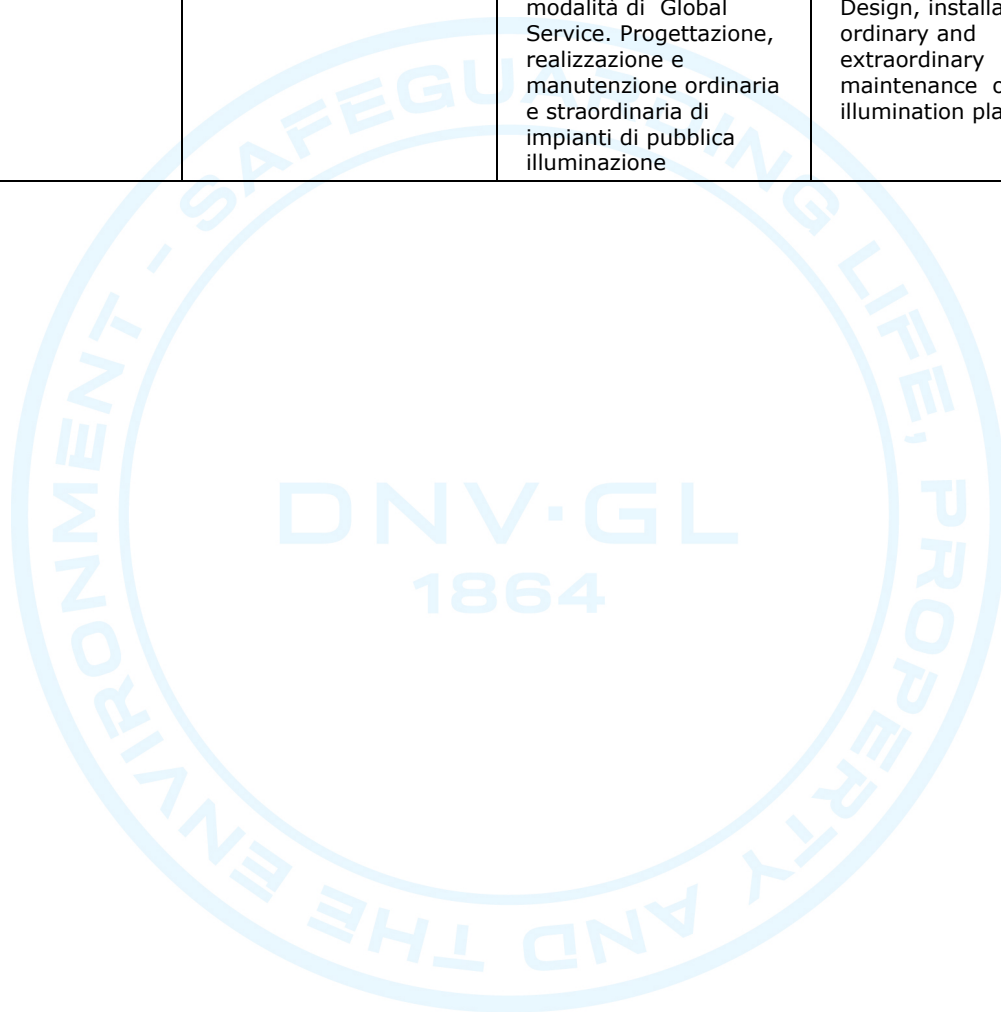 modalità di Global
Service. Progettazione,
realizzazione e
manutenzione ordinaria
e straordinaria di
impianti di pubblica
illuminazione
ordinary and
extraordinary
maintenance
illumination
SAFEGUARDING LIFE, PROPERTY AND THE ENVIRONMENT -
DNV·GL
1864